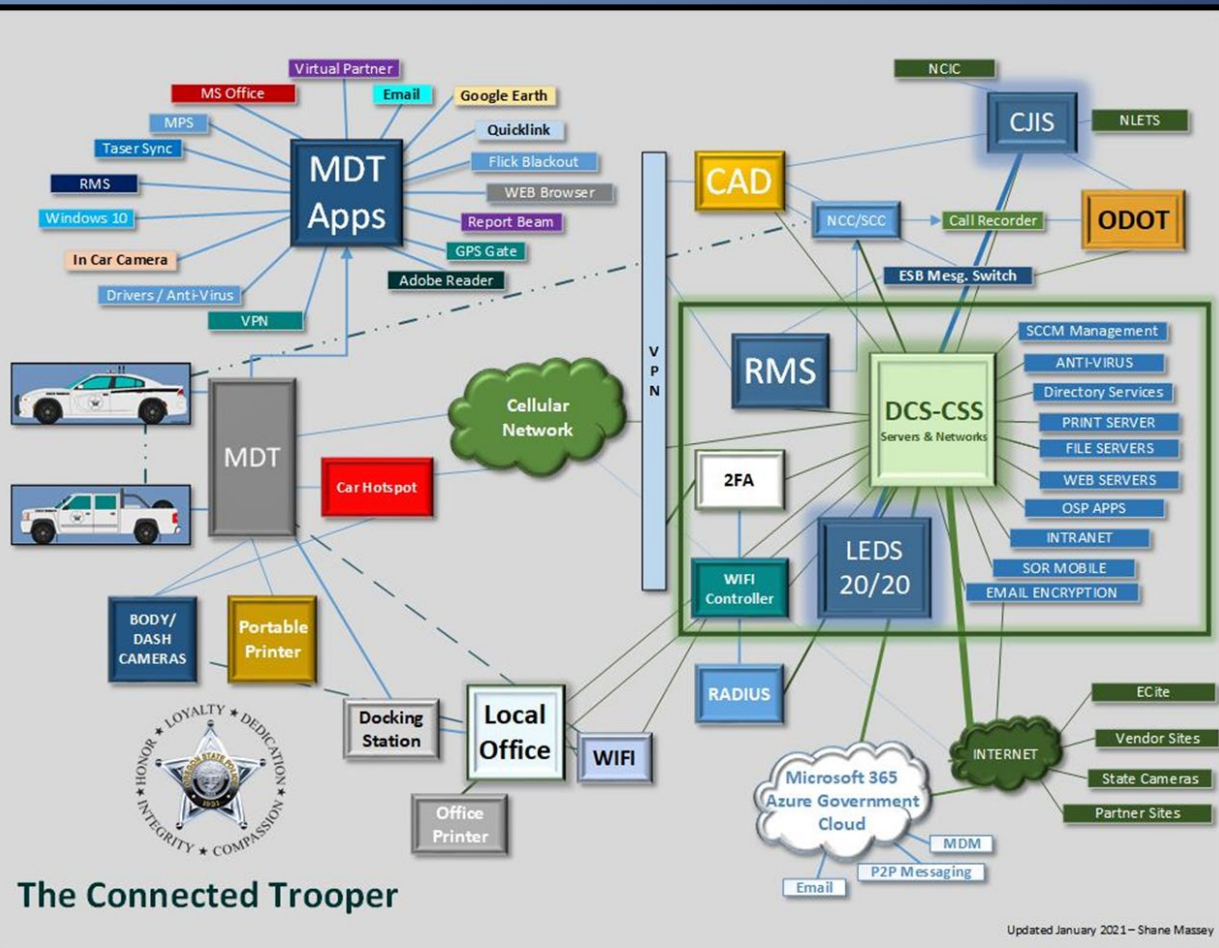 Virtual Partner
MS Office
Email
Google Earth
MPS
Quicklink
Taser Sync
Flick Blackout
RMS
WEB Browser
Windows 10
Report Beam
In Car Camera
GPS Gate
Drivers / Anti-Virus
Adobe Reader
VPN
MDT
Apps
NCIC
CJIS
NLETS
CAD
NCC/SCC
Call Recorder
ODOT
ESB Mesg. Switch
V
P
N
RMS
DCS-CSS
Servers & Networks
SCCM Management
ANTI-VIRUS
Directory Services
PRINT SERVER
FILE SERVERS
WEB SERVERS
OSP APPS
INTRANET
SOR MOBILE
EMAIL ENCRYPTION
2FA
WIFI
Controller
LEDS
20/20
RADIUS
Cellular
Network
MDT
Car Hotspot
BODY/
DASH
CAMERAS
Portable
Printer
Docking
Station
Local
Office
WIFI
Office
Printer
HONOR ★ LOYALTY ★ DEDICATION ★
INTEGRITY ★ COMPASSION ★
OREGON STATE POLICE
1931
Microsoft 365
Azure Government
Cloud
MDM
P2P Messaging
Email
INTERNET
ECite
Vendor Sites
State Cameras
Partner Sites
The Connected Trooper
Updated January 2021 – Shane Massey